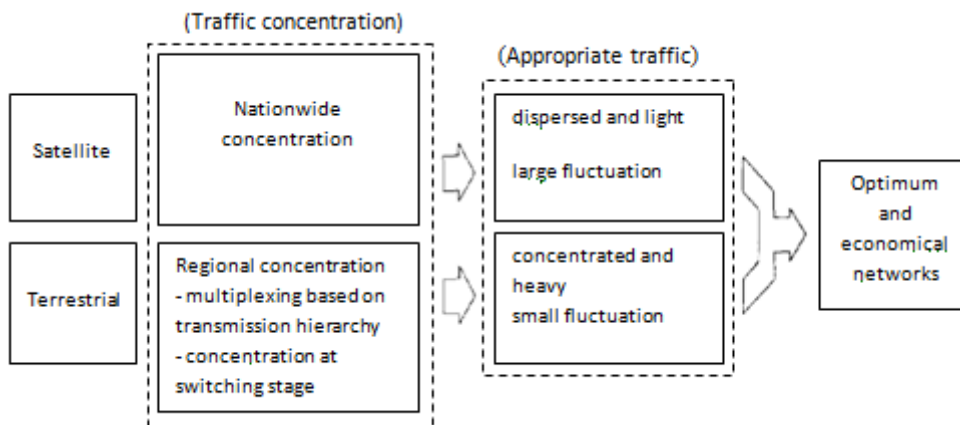 (Traffic concentration)
(Appropriate traffic)
Satellite
Nationwide
concentration
dispersed and light
large fluctuation
Optimum
and
economical
networks
Terrestrial
Regional concentration
- multiplexing based on
transmission hierarchy
- concentration at
switching stage
concentrated and
heavy
small fluctuation